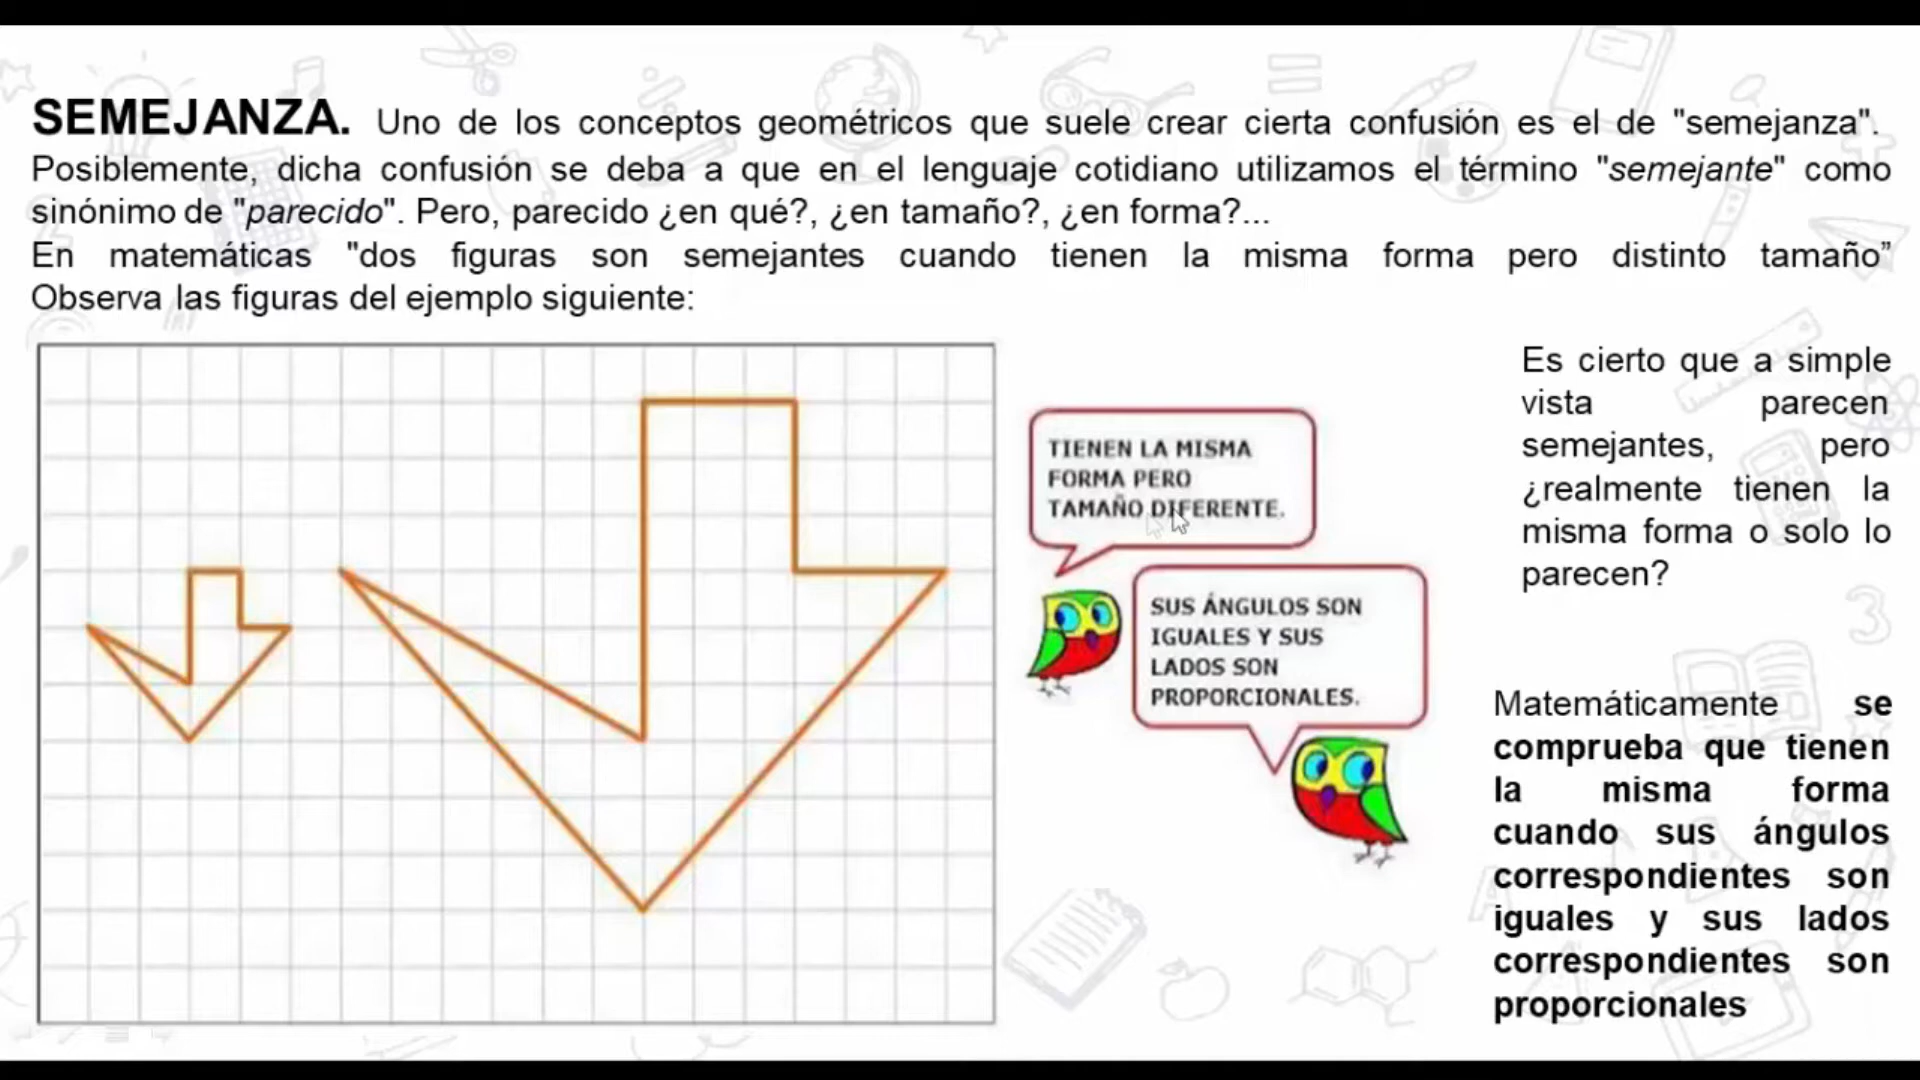 SEMEJANZA. Uno de los conceptos geométricos que suele crear cierta confusión es el de "semejanza".
Posiblemente, dicha confusión se deba a que en el lenguaje cotidiano utilizamos el término "semejante" como
sinónimo de "parecido". Pero, parecido ¿en qué?, ¿en tamaño?, ¿en forma?...
En matemáticas "dos figuras son semejantes cuando tienen la misma forma pero distinto tamaño”
Observa las figuras del ejemplo siguiente:
TIENEN LA MISMA
FORMA PERO
TAMAÑO DIFERENTE.
SUS ÁNGULOS SON
IGUALES Y SUS
LADOS SON
PROPORCIONALES.
Es cierto que a simple
vista parecen
semejantes, pero
¿realmente tienen la
misma forma o solo lo
parecen?
Matemáticamente se
comprueba que tienen
la misma forma
cuando sus ángulos
correspondientes son
iguales y sus lados
correspondientes son
proporcionales